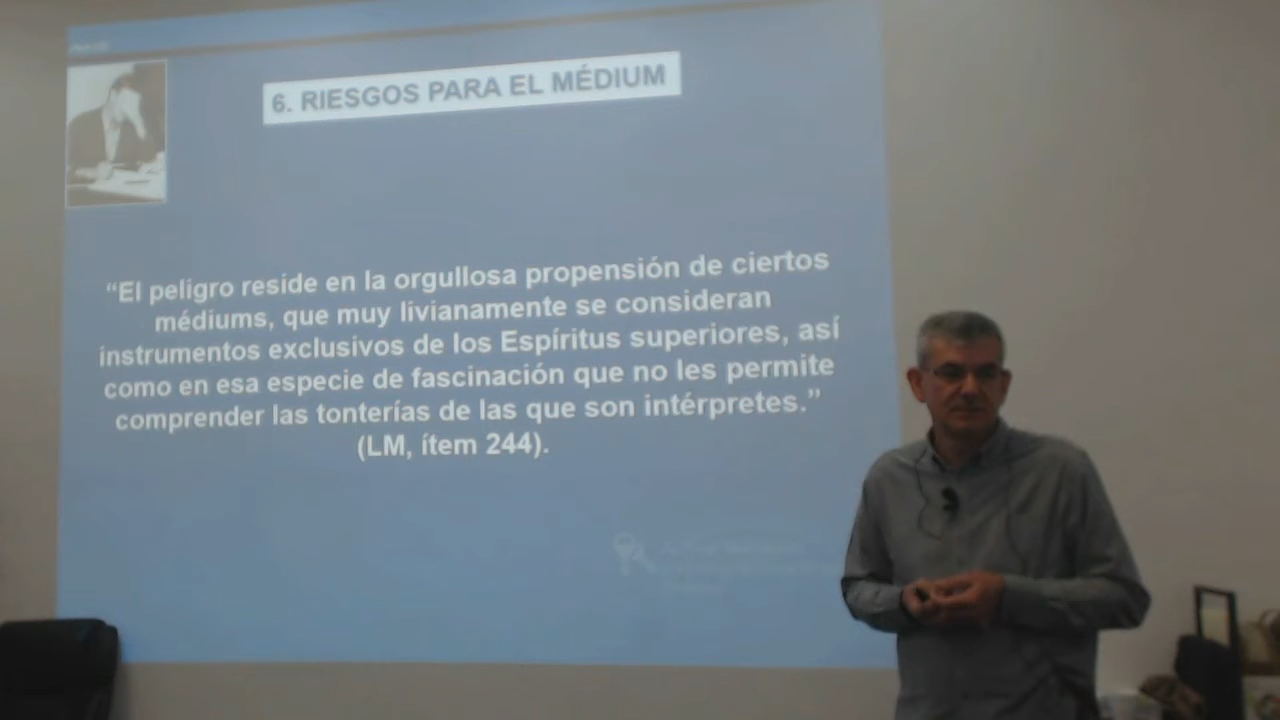 6. RIESGOS PARA EL MÉDIUM
“El peligro reside en la orgullosa propensión de ciertos
médiums, que muy livianamente se consideran
instrumentos exclusivos de los Espíritus superiores, así
como en esa especie de fascinación que no les permite
comprender las tonterías de las que son intérpretes.”
(LM, ítem 244).